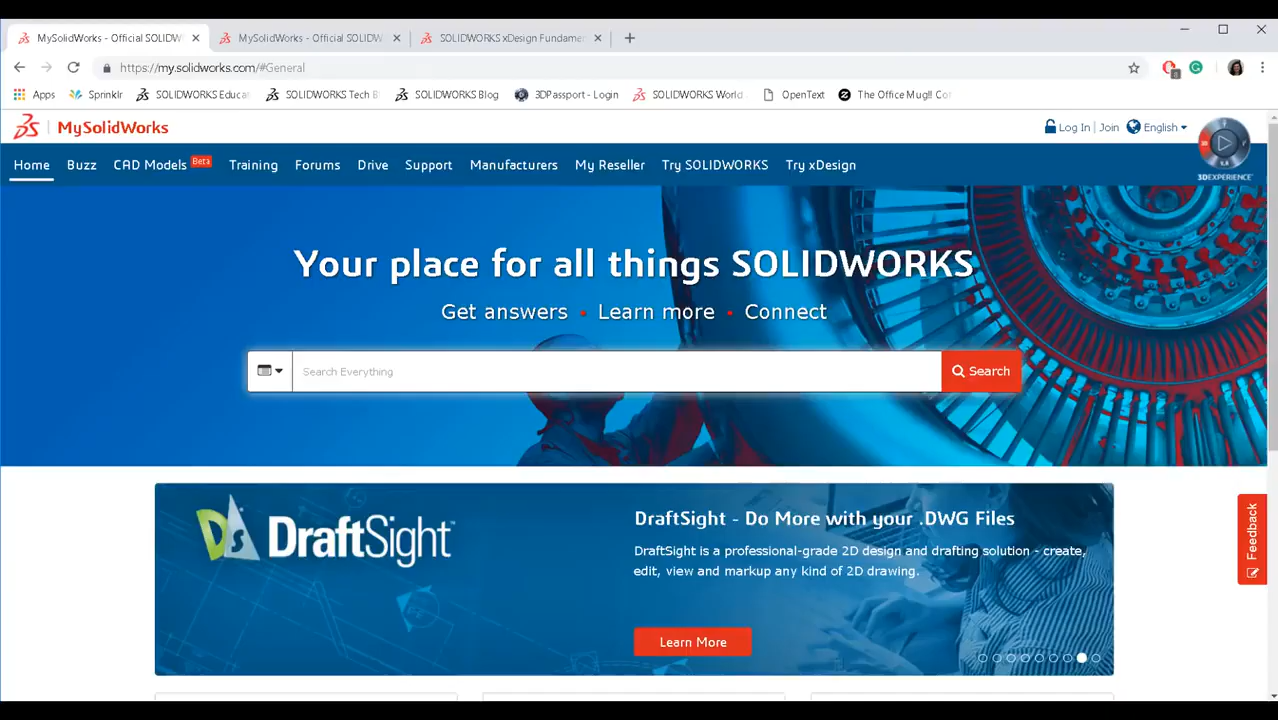 MySolidWorks - Official SOLIDW
MySolidWorks - Official SOLIDW
SOLIDWORKS xDesign Fundame
https://my.solidworks.com/#General
Apps
Sprinklr
SOLIDWORKS Educat
SOLIDWORKS Tech B
SOLIDWORKS Blog
3DPassport - Login
SOLIDWORKS World
OpenText
The Office Mug!! Co
MySolidWorks
Log In | Join
English
Home
Buzz
CAD Models Beta
Training
Forums
Drive
Support
Manufacturers
My Reseller
Try SOLIDWORKS
Try xDesign
3DEXPERIENCE
Your place for all things SOLIDWORKS
Get answers • Learn more • Connect
Search Everything
Search
DraftSight
DraftSight - Do More with your .DWG Files
DraftSight is a professional-grade 2D design and drafting solution - create,
edit, view and markup any kind of 2D drawing.
Learn More
Feedback